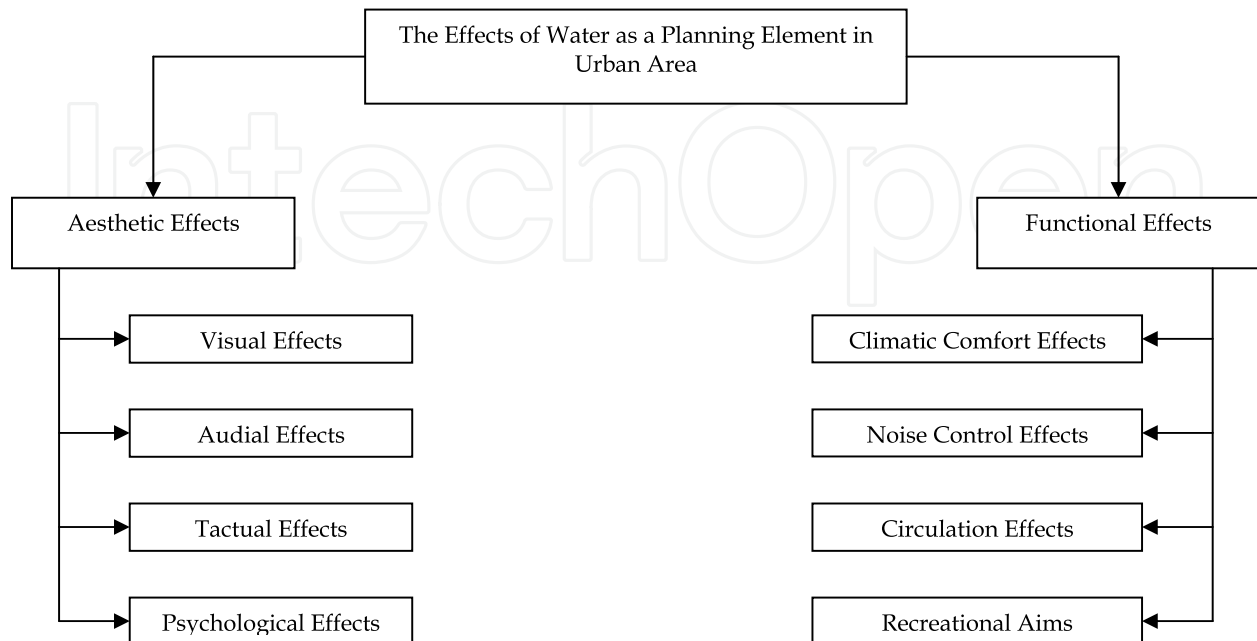 The Effects of Water as a Planning Element in
Urban Area
IntechOpen
Aesthetic Effects
Functional Effects
Visual Effects
Climatic Comfort Effects
Audial Effects
Noise Control Effects
Tactual Effects
Circulation Effects
Psychological Effects
Recreational Aims